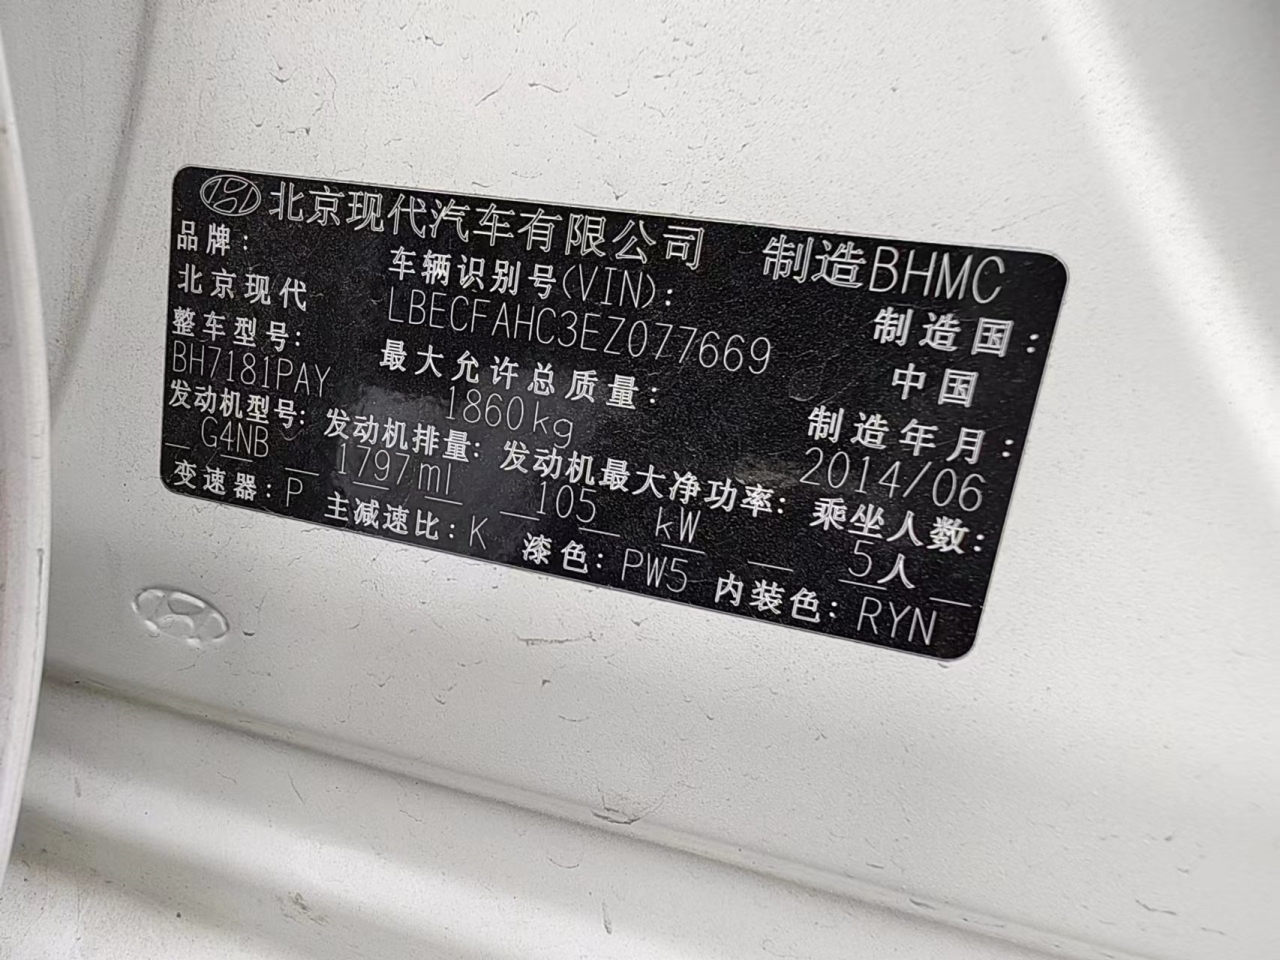 北京现代汽车有限公司 制造BHMC
品牌: 车辆识别号(VIN): 制造国:
北京现代 LBECFAHC3EZ077669 中国
整车型号: 最大允许总质量: 制造年月:
BH7181PAY 1860kg 2014/06
发动机型号: 发动机排量: 发动机最大净功率: 乘坐人数:
G4NB 1797ml 105 kW 5人
变速器: P 主减速比: K 漆色: PW5 内装色: RYN